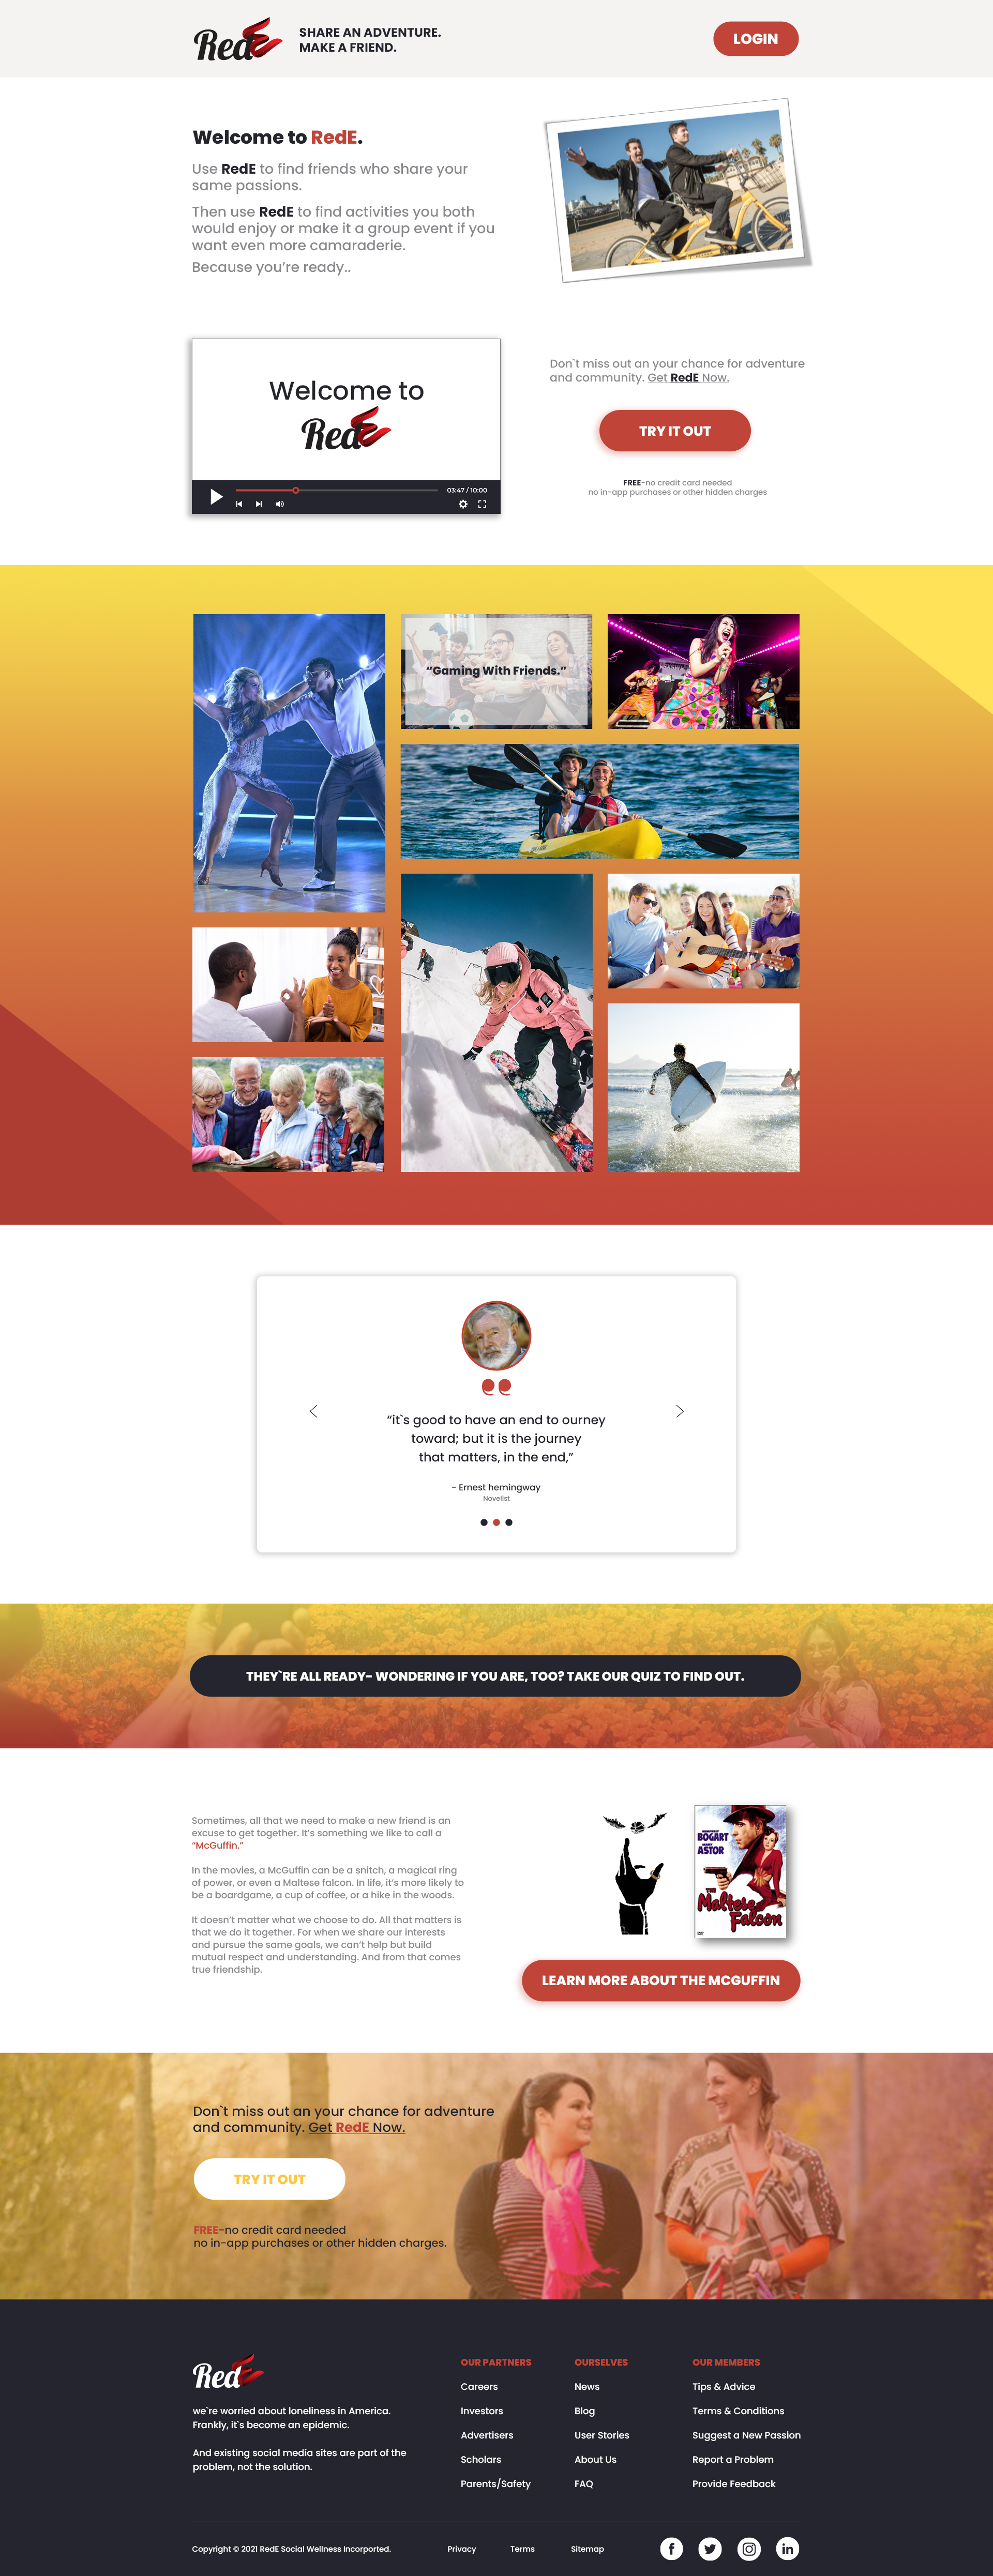 RedE
SHARE AN ADVENTURE.
MAKE A FRIEND.
LOGIN
Welcome to RedE.
Use RedE to find friends who share your
same passions.
Then use RedE to find activities you both
would enjoy or make it a group event if you
want even more camaraderie.
Because you're ready..
Welcome to
RedE
03:47 / 10:00
Don`t miss out an your chance for adventure
and community. Get RedE Now.
TRY IT OUT
FREE-no credit card needed
no in-app purchases or other hidden charges
“Gaming With Friends.”
“it`s good to have an end to ourney
toward; but it is the journey
that matters, in the end,”
- Ernest hemingway
Novelist
THEY`RE ALL READY- WONDERING IF YOU ARE, TOO? TAKE OUR QUIZ TO FIND OUT.
Sometimes, all that we need to make a new friend is an
excuse to get together. It's something we like to call a
“McGuffin.”
In the movies, a McGuffin can be a snitch, a magical ring
of power, or even a Maltese falcon. In life, it's more likely to
be a boardgame, a cup of coffee, or a hike in the woods.
It doesn't matter what we choose to do. All that matters is
that we do it together. For when we share our interests
and pursue the same goals, we can't help but build
mutual respect and understanding. And from that comes
true friendship.
HUMPHREY
BOGART
MARY
ASTOR
THE
Maltese
Falcon
LEARN MORE ABOUT THE MCGUFFIN
Don`t miss out an your chance for adventure
and community. Get RedE Now.
TRY IT OUT
FREE-no credit card needed
no in-app purchases or other hidden charges.
RedE
we`re worried about loneliness in America.
Frankly, it`s become an epidemic.
And existing social media sites are part of the
problem, not the solution.
OUR PARTNERS
Careers
Investors
Advertisers
Scholars
Parents/Safety
OURSELVES
News
Blog
User Stories
About Us
FAQ
OUR MEMBERS
Tips & Advice
Terms & Conditions
Suggest a New Passion
Report a Problem
Provide Feedback
Copyright © 2021 RedE Social Wellness Incorported.
Privacy
Terms
Sitemap